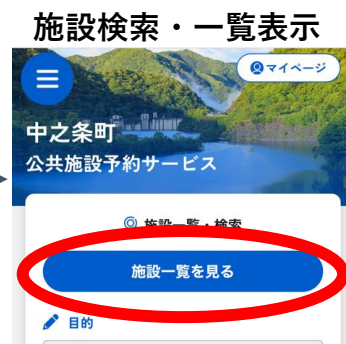 施設検索・一覧表示
マイページ
中之条町
公共施設予約サービス
施設一覧・検索
施設一覧を見る
目的